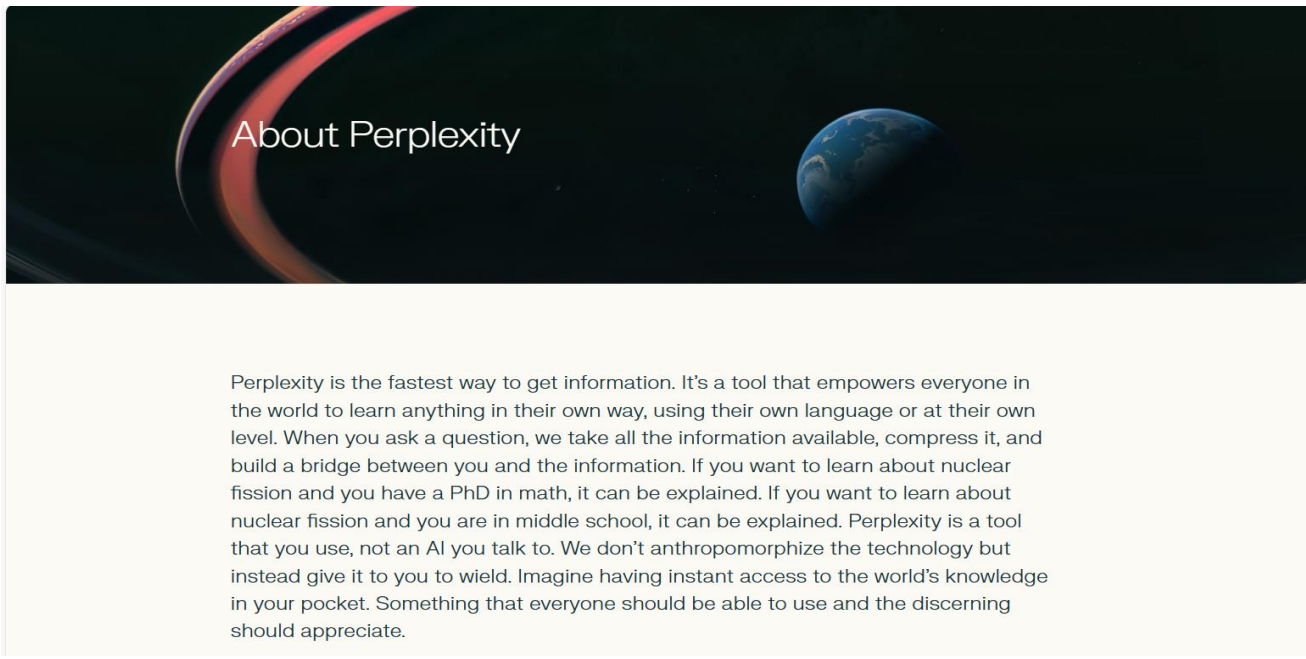 About Perplexity
Perplexity is the fastest way to get information. It’s a tool that empowers everyone in
the world to learn anything in their own way, using their own language or at their own
level. When you ask a question, we take all the information available, compress it, and
build a bridge between you and the information. If you want to learn about nuclear
fission and you have a PhD in math, it can be explained. If you want to learn about
nuclear fission and you are in middle school, it can be explained. Perplexity is a tool
that you use, not an AI you talk to. We don’t anthropomorphize the technology but
instead give it to you to wield. Imagine having instant access to the world’s knowledge
in your pocket. Something that everyone should be able to use and the discerning
should appreciate.